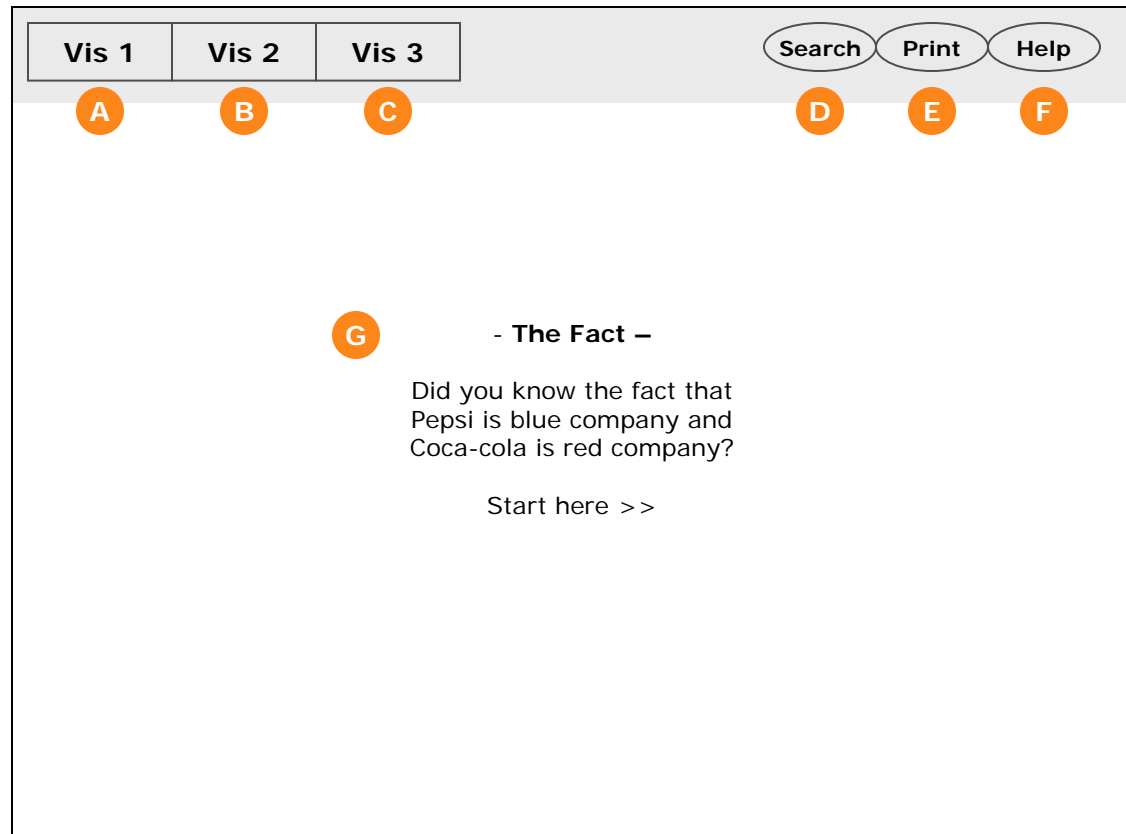 Vis 1 Vis 2 Vis 3 Search Print Help
A B C D E F
G - The Fact –
Did you know the fact that
Pepsi is blue company and
Coca-cola is red company?
Start here >>